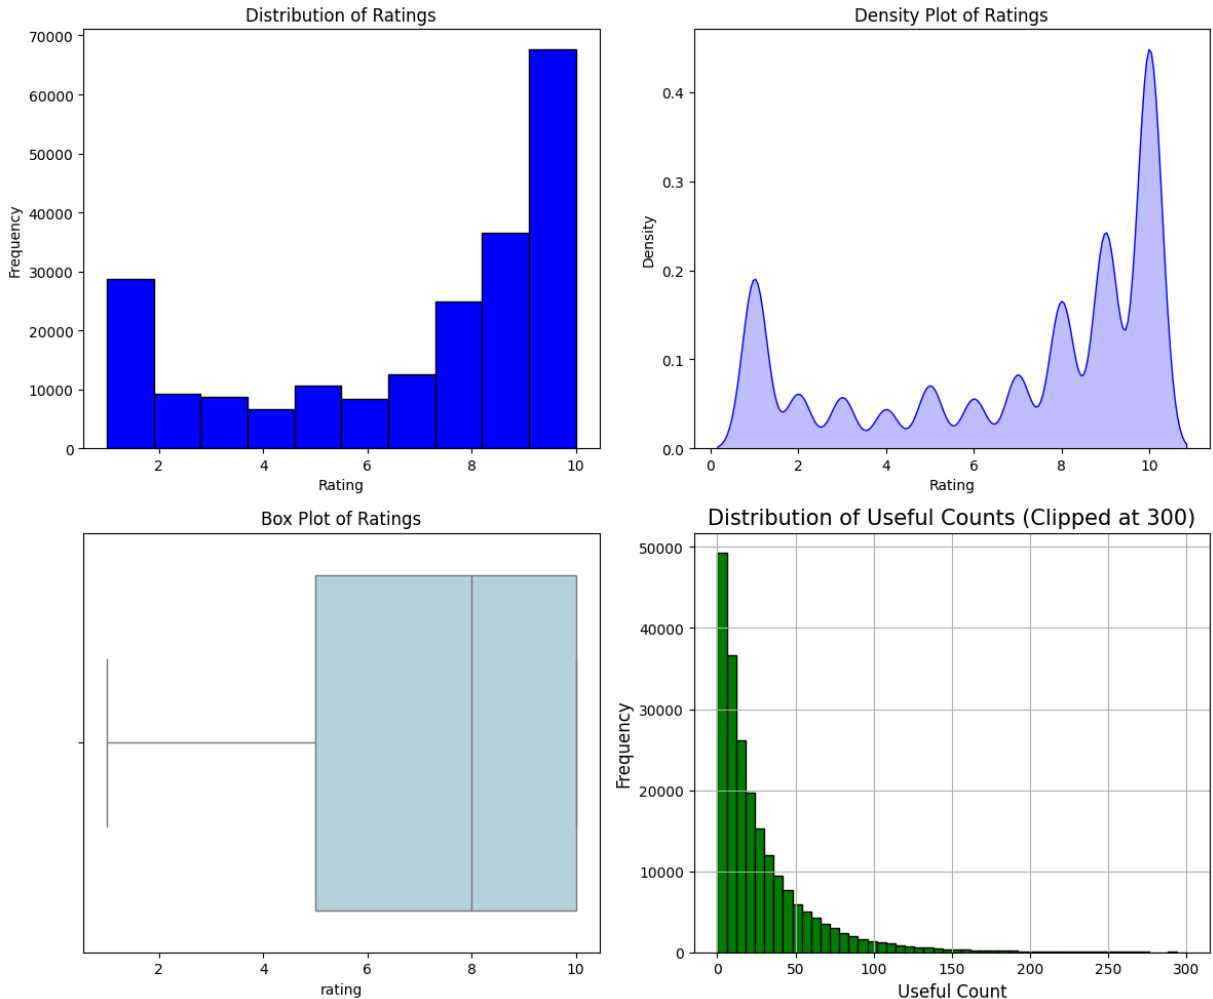 Distribution of Ratings
70000
60000
50000
40000
30000
20000
10000
0
Frequency
2 4 6 8 10
Rating
Density Plot of Ratings
0.4
0.3
0.2
0.1
0.0
Density
0 2 4 6 8 10
Rating
Box Plot of Ratings
2 4 6 8 10
rating
Distribution of Useful Counts (Clipped at 300)
50000
40000
30000
20000
10000
0
Frequency
0 50 100 150 200 250 300
Useful Count